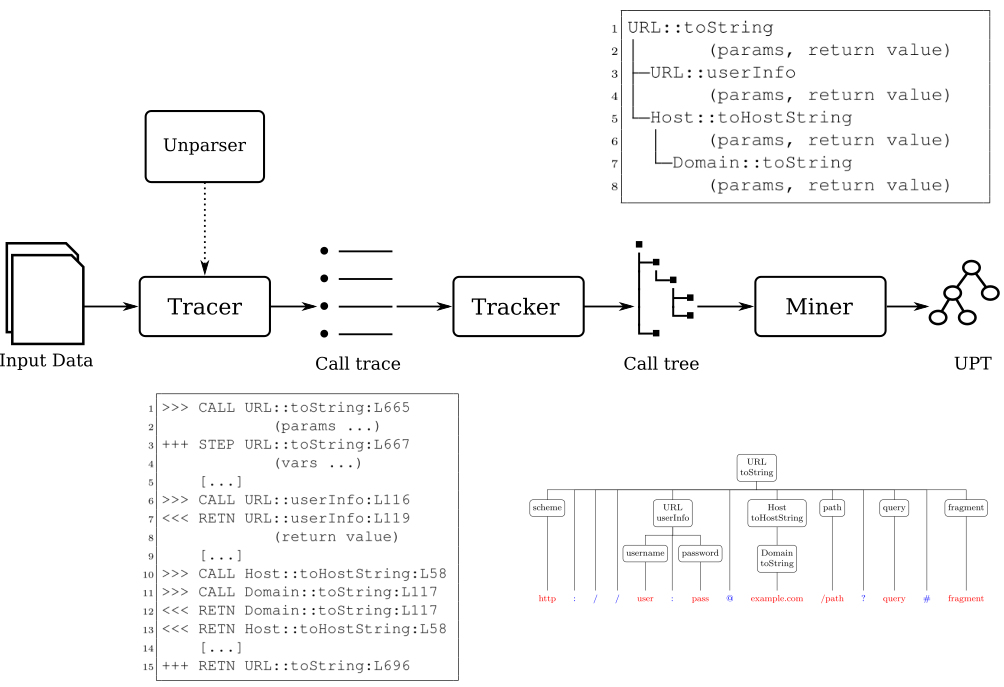 1 URL::toString
2 (params, return value)
3 URL::userInfo
4 (params, return value)
5 Host::toHostString
6 (params, return value)
7 Domain::toString
8 (params, return value)
Unparser
Tracer
Tracker
Miner
Input Data
Call trace
Call tree
UPT
1 >>> CALL URL::toString:L665
2 (params ...)
3 +++ STEP URL::toString:L667
4 (vars ...)
5 [...]
6 >>> CALL URL::userInfo:L116
7 <<< RETN URL::userInfo:L119
8 (return value)
9 [...]
10 >>> CALL Host::toHostString:L58
11 >>> CALL Domain::toString:L117
12 <<< RETN Domain::toString:L117
13 <<< RETN Host::toHostString:L58
14 [...]
15 +++ RETN URL::toString:L696
URL
toString
scheme
URL
userInfo
Host
toHostString
path
query
fragment
username
password
Domain
toString
http : / / user : pass @ example.com /path ? query # fragment